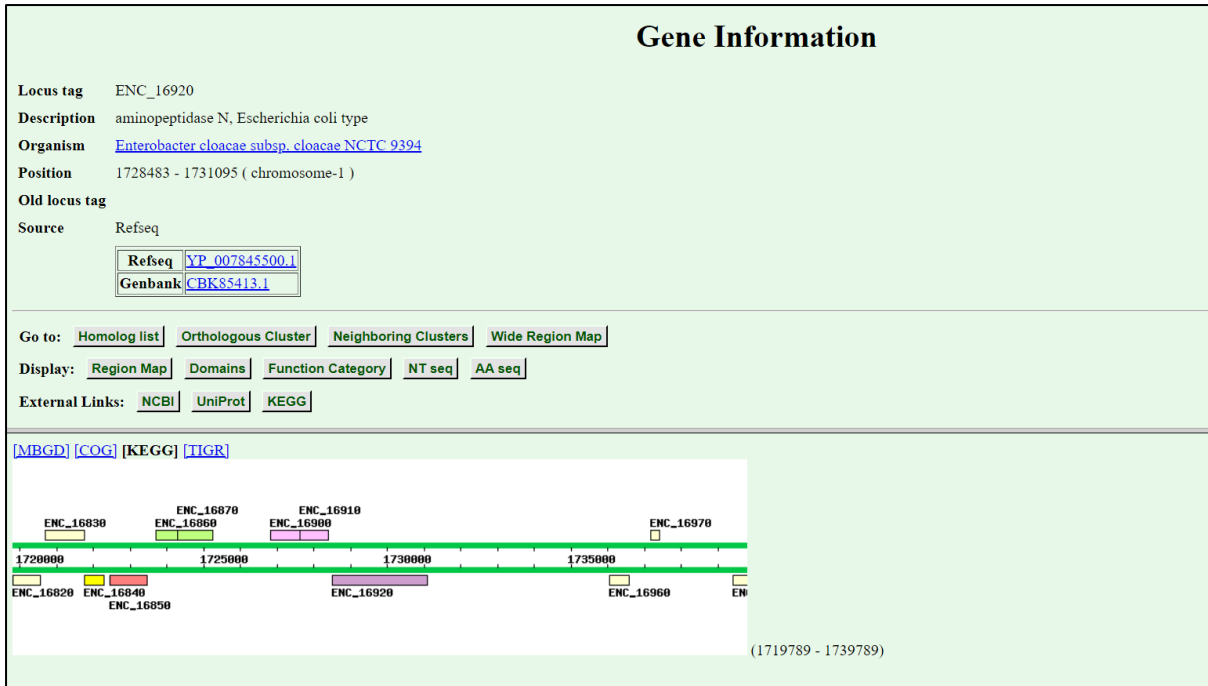 Gene Information
Locus tag ENC_16920
Description aminopeptidase N, Escherichia coli type
Organism Enterobacter cloacae subsp. cloacae NCTC 9394
Position 1728483 - 1731095 ( chromosome-1 )
Old locus tag
Source Refseq
Refseq YP_007845500.1
Genbank CBK85413.1
Go to: Homolog list Orthologous Cluster Neighboring Clusters Wide Region Map
Display: Region Map Domains Function Category NT seq AA seq
External Links: NCBI UniProt KEGG
[MBGD] [COG] [KEGG] [TIGR]
ENC_16870 ENC_16910
ENC_16830 ENC_16860 ENC_16900 ENC_16970
1720000 1725000 1730000 1735000
ENC_16820 ENC_16840 ENC_16920 ENC_16960 EN
ENC_16850
(1719789 - 1739789)